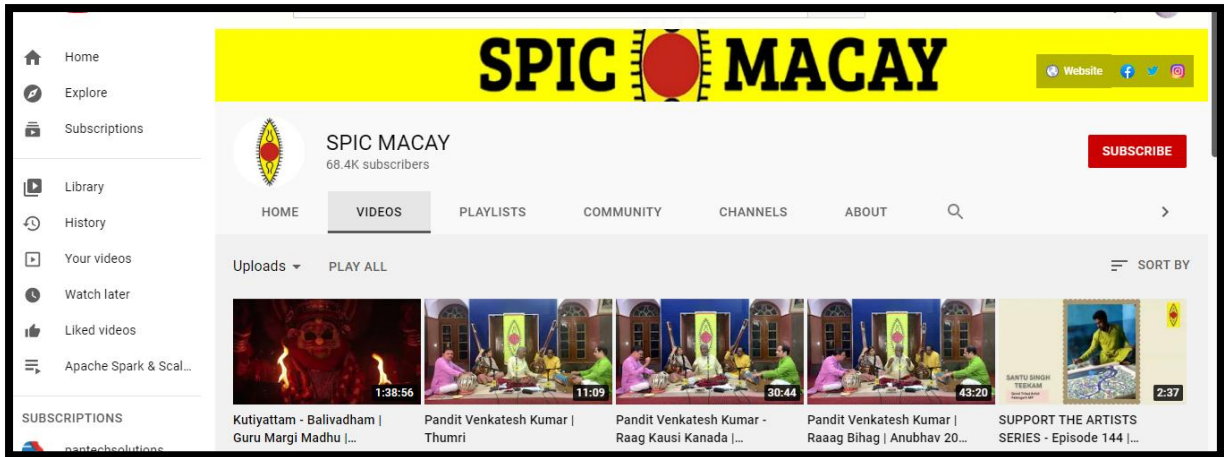 SPIC MACAY
Website
Home
Explore
Subscriptions
Library
History
Your videos
Watch later
Liked videos
Apache Spark & Scal...
SUBSCRIPTIONS
pantechsolutions
SPIC MACAY
68.4K subscribers
SUBSCRIBE
HOME VIDEOS PLAYLISTS COMMUNITY CHANNELS ABOUT
Uploads PLAY ALL SORT BY
1:38:56
Kutiyattam - Balivadham |
Guru Margi Madhu |...
11:09
Pandit Venkatesh Kumar |
Thumri
30:44
Pandit Venkatesh Kumar -
Raag Kausi Kanada |...
43:20
Pandit Venkatesh Kumar |
Raaag Bihag | Anubhav 20...
SANTU SINGH
TEEKAM
2:37
SUPPORT THE ARTISTS
SERIES - Episode 144 |...